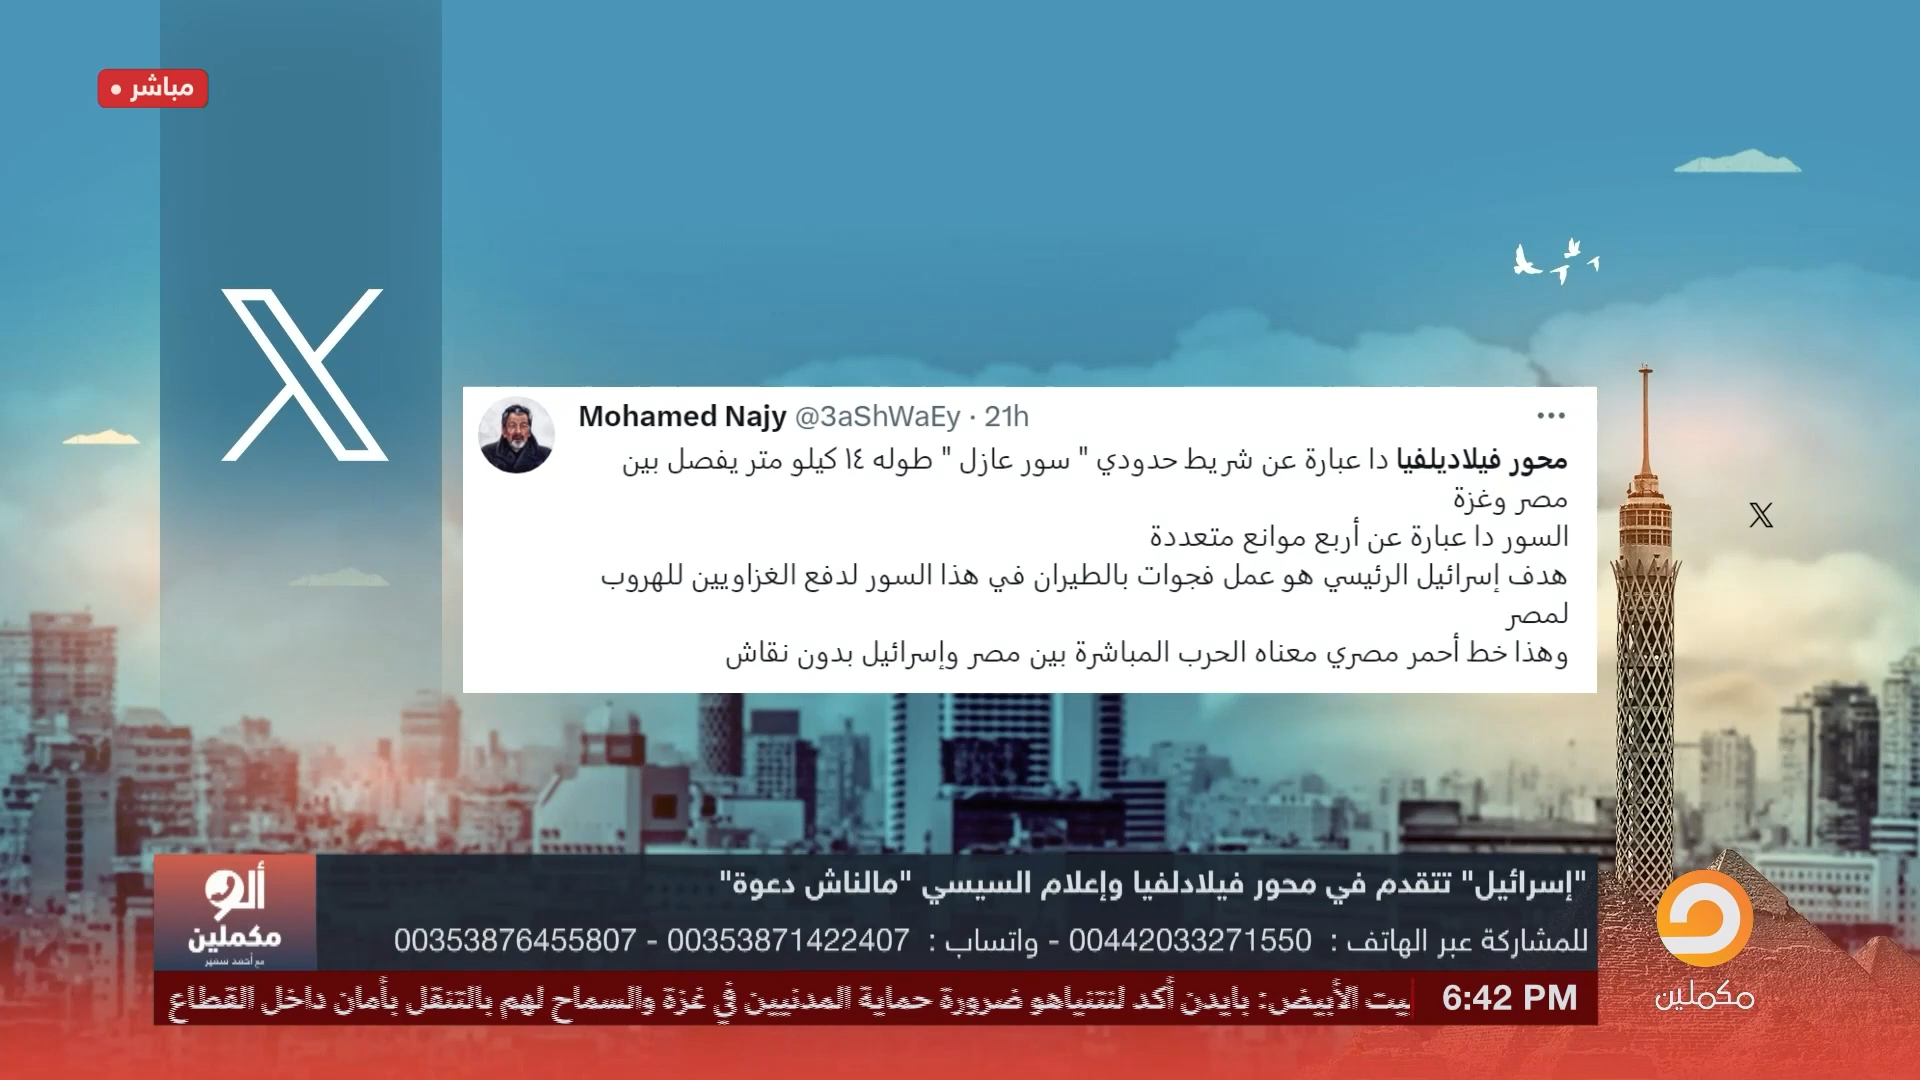 مباشر
Mohamed Najy @3aShWaEy · 21h
محور فيلاديلفيا دا عبارة عن شريط حدودي " سور عازل " طوله ١٤ كيلو متر يفصل بين
مصر وغزة
السور دا عبارة عن أربع موانع متعددة
هدف إسرائيل الرئيسي هو عمل فجوات بالطيران في هذا السور لدفع الغزاويين للهروب
لمصر
وهذا خط أحمر مصري معناه الحرب المباشرة بين مصر وإسرائيل بدون نقاش
"إسرائيل" تتقدم في محور فيلادلفيا وإعلام السيسي "مالناش دعوة"
للمشاركة عبر الهاتف : 00442033271550 - واتساب : 00353871422407 - 00353876455807
ألو
مكملين
مع أحمد سمير
6:42 PM
يت الأبيض: بايدن أكد لنتنياهو ضرورة حماية المدنيين في غزة والسماح لهم بالتنقل بأمان داخل القطاع
مكملين